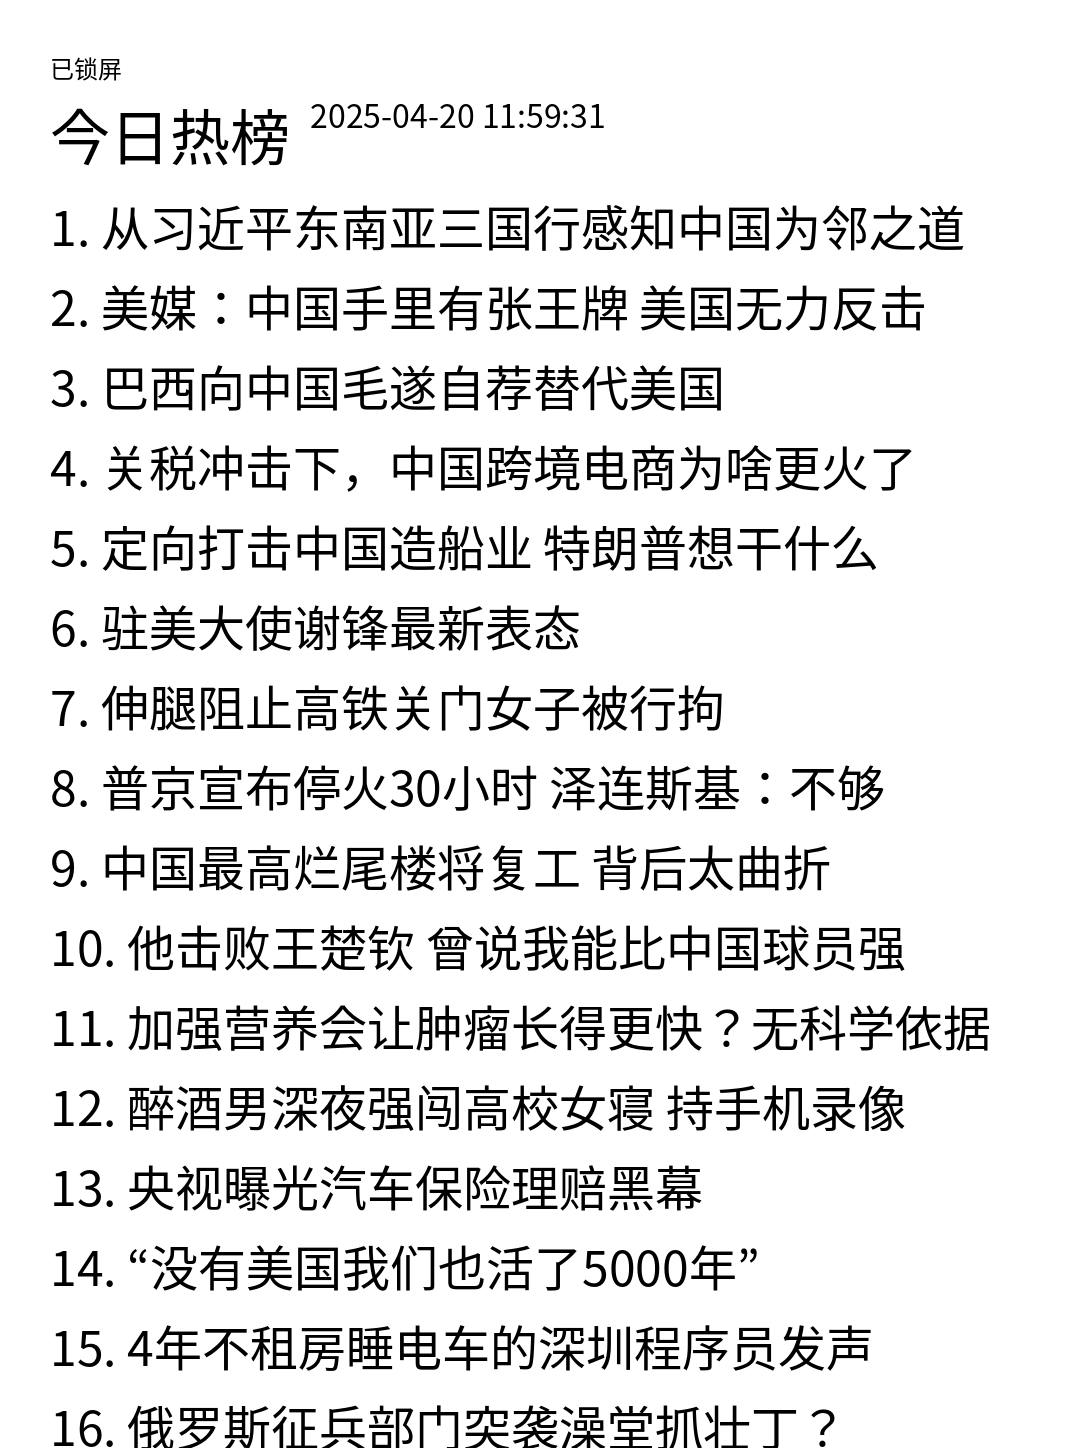 已锁屏
今日热榜 2025-04-20 11:59:31
1. 从习近平东南亚三国行感知中国为邻之道
2. 美媒：中国手里有张王牌 美国无力反击
3. 巴西向中国毛遂自荐替代美国
4. 关税冲击下，中国跨境电商为啥更火了
5. 定向打击中国造船业 特朗普想干什么
6. 驻美大使谢锋最新表态
7. 伸腿阻止高铁关门女子被行拘
8. 普京宣布停火30小时 泽连斯基：不够
9. 中国最高烂尾楼将复工 背后太曲折
10. 他击败王楚钦 曾说我能比中国球员强
11. 加强营养会让肿瘤长得更快？无科学依据
12. 醉酒男深夜强闯高校女寝 持手机录像
13. 央视曝光汽车保险理赔黑幕
14. “没有美国我们也活了5000年”
15. 4年不租房睡电车的深圳程序员发声
16. 俄罗斯征兵部门突袭澡堂抓壮丁？